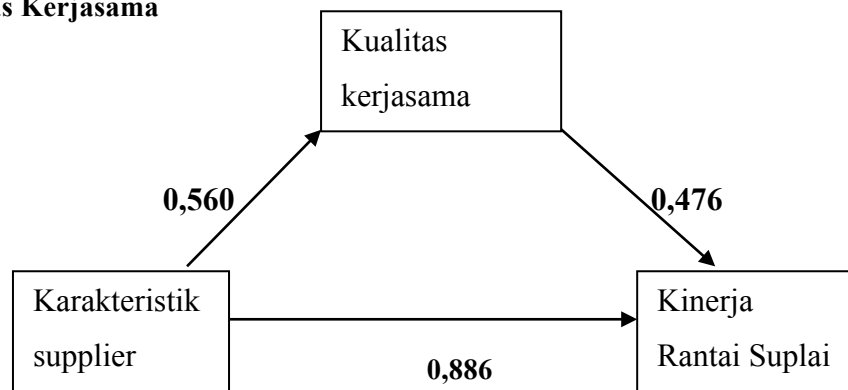 Kerjasama
Kualitas
kerjasama
0,560
0,476
Karakteristik
supplier
Kinerja
Rantai Suplai
0,886